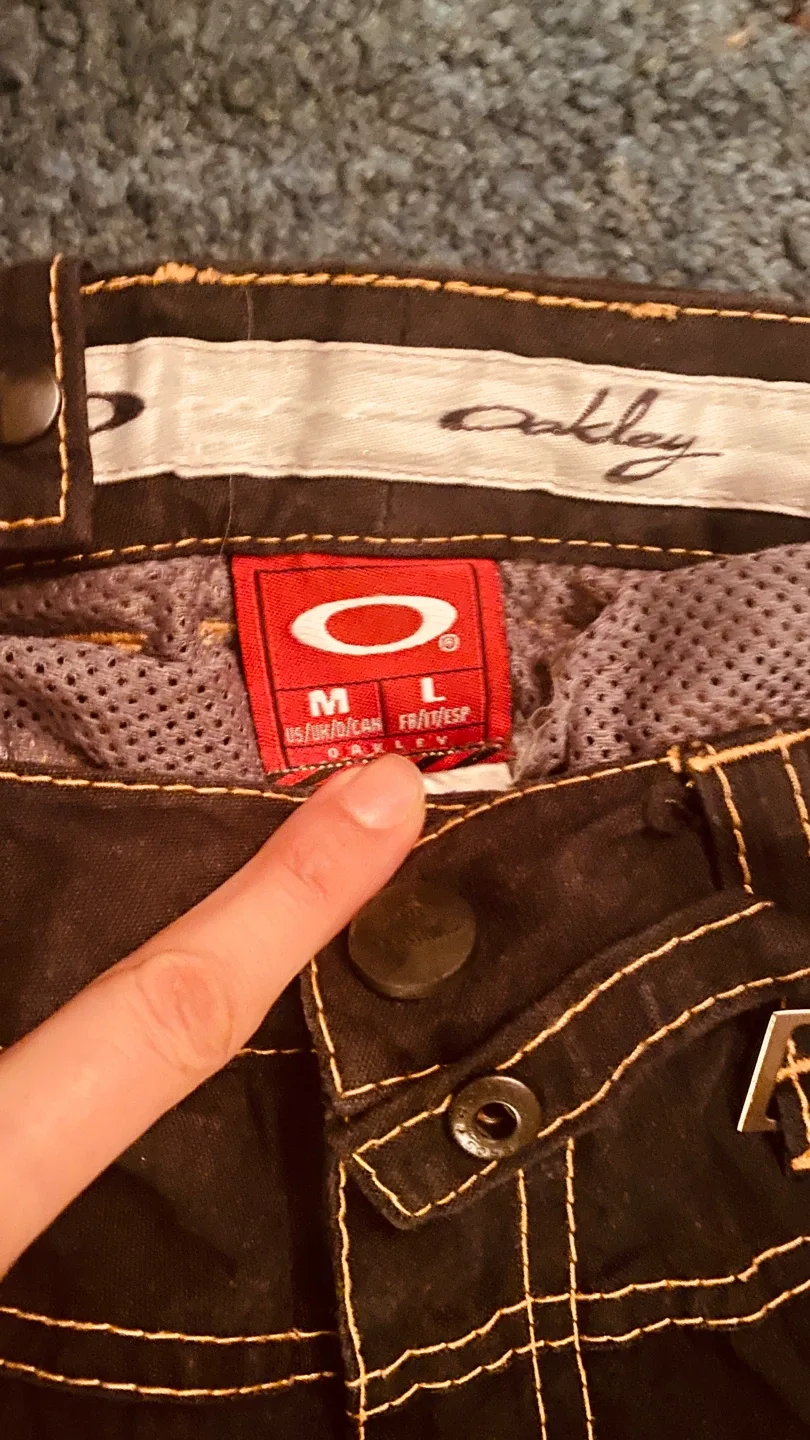 Oakley
M L
US/UK/D/CAN FR/IT/ESP
OAKLEY